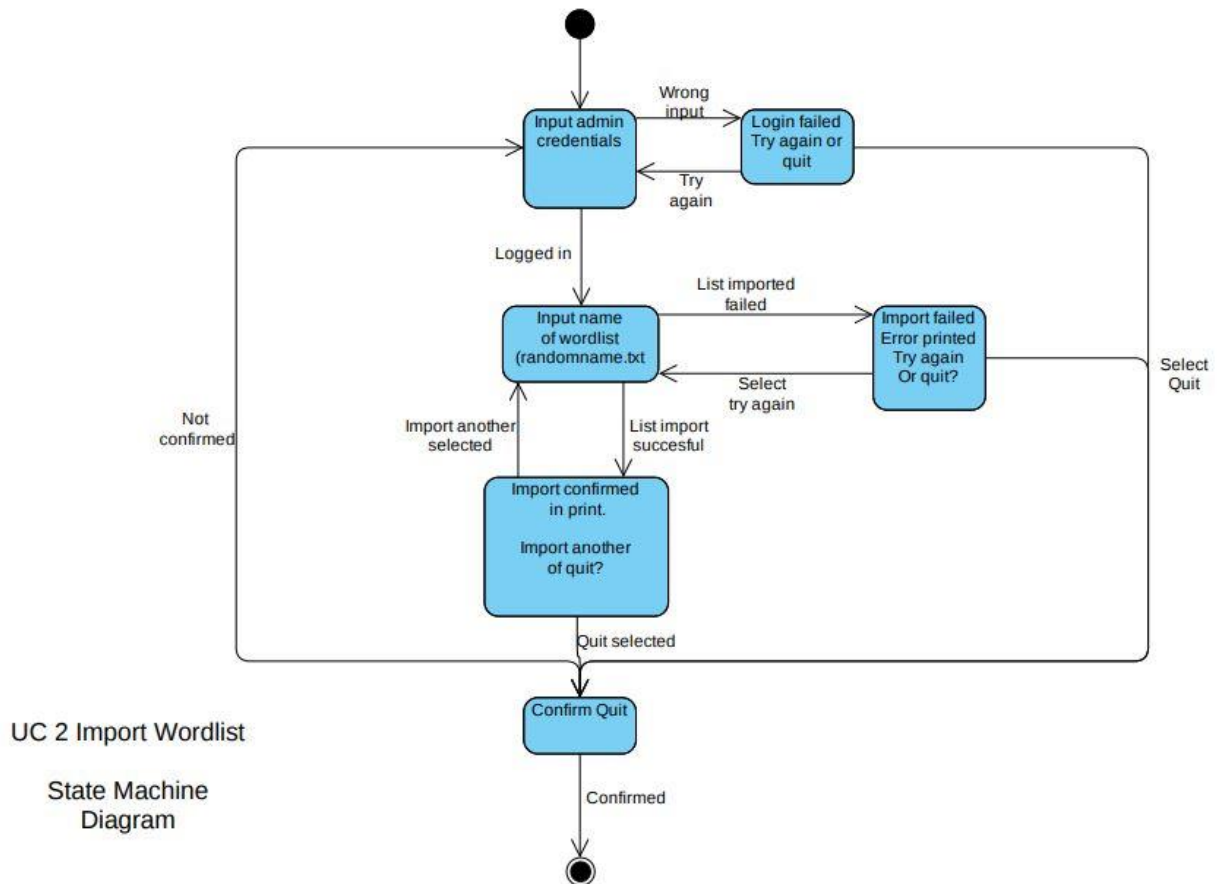 Wrong
input
Input admin
credentials
Login failed
Try again or
quit
Try
again
Logged in
List imported
failed
Input name
of wordlist
(randomname.txt
Import failed
Error printed
Try again
Or quit?
Select
Quit
Select
try again
Not
confirmed
Import another
selected
List import
succesful
Import confirmed
in print.
Import another
of quit?
Quit selected
Confirm Quit
UC 2 Import Wordlist
State Machine
Diagram
Confirmed